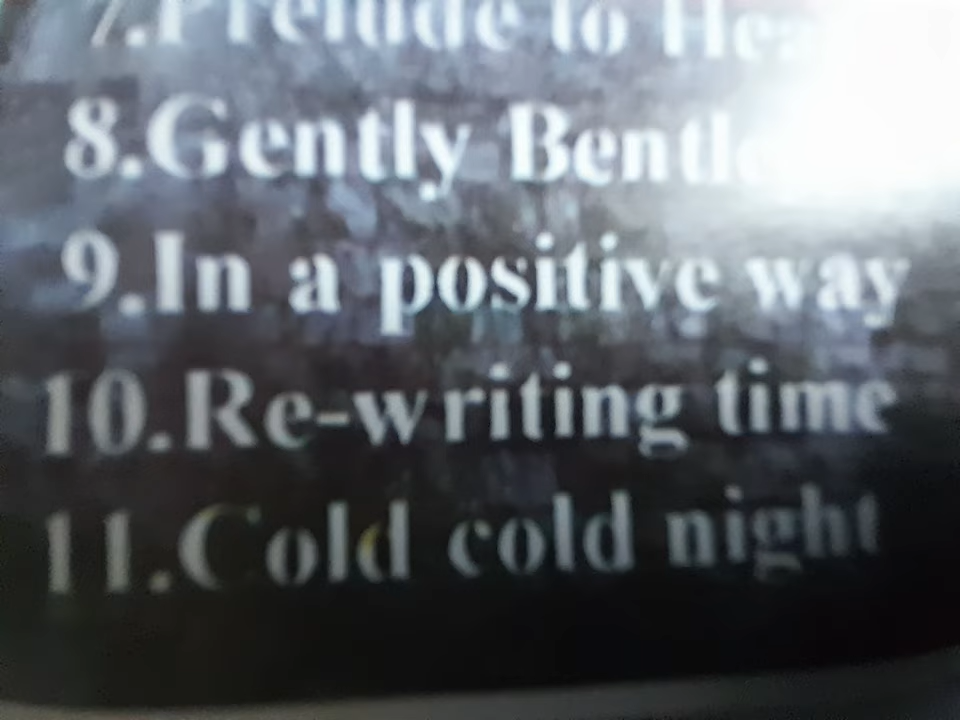 7.Prelude to
8.Gently
9.In a positive way
10.Re-writing time
11.Cold cold night